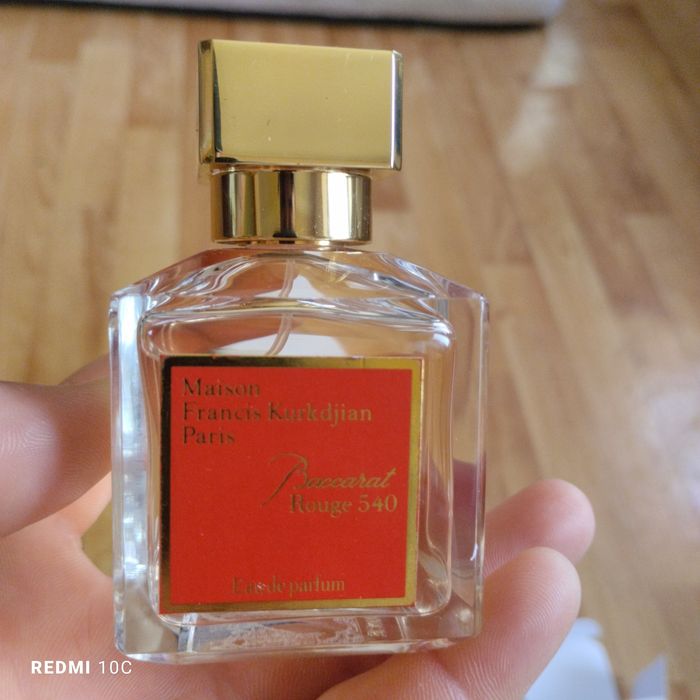 Maison
Francis Kurkdjian
Paris
Baccarat
Rouge 540
Eau de parfum
REDMI 10C